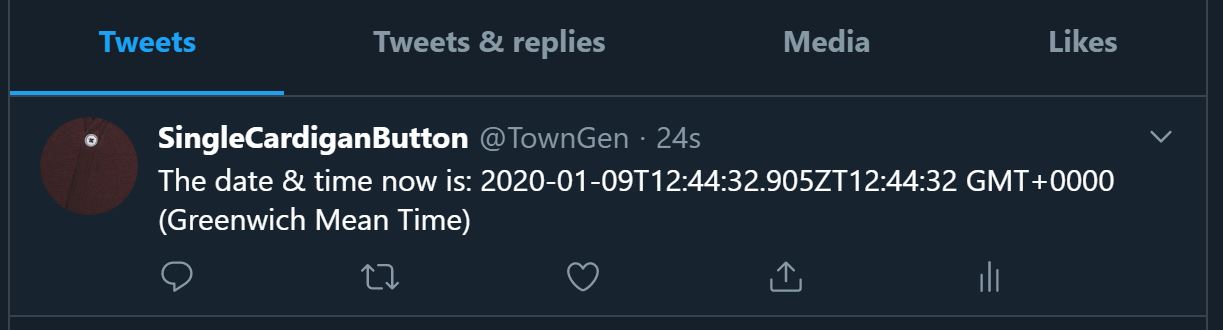 Tweets Tweets & replies Media Likes
SingleCardiganButton @TownGen · 24s
The date & time now is: 2020-01-09T12:44:32.905ZT12:44:32 GMT+0000
(Greenwich Mean Time)